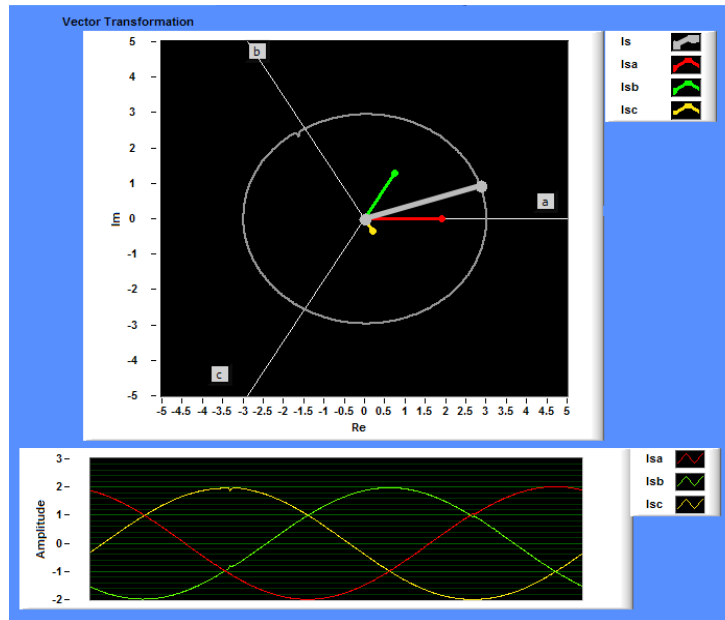 Vector Transformation
Is
Isa
Isb
Isc
5
4
3
2
1
0
-1
-2
-3
-4
-5
Im
b
a
c
-5 -4.5 -4 -3.5 -3 -2.5 -2 -1.5 -1 -0.5 0 0.5 1 1.5 2 2.5 3 3.5 4 4.5 5
Re
3
2
1
0
-1
-2
Amplitude
Isa
Isb
Isc